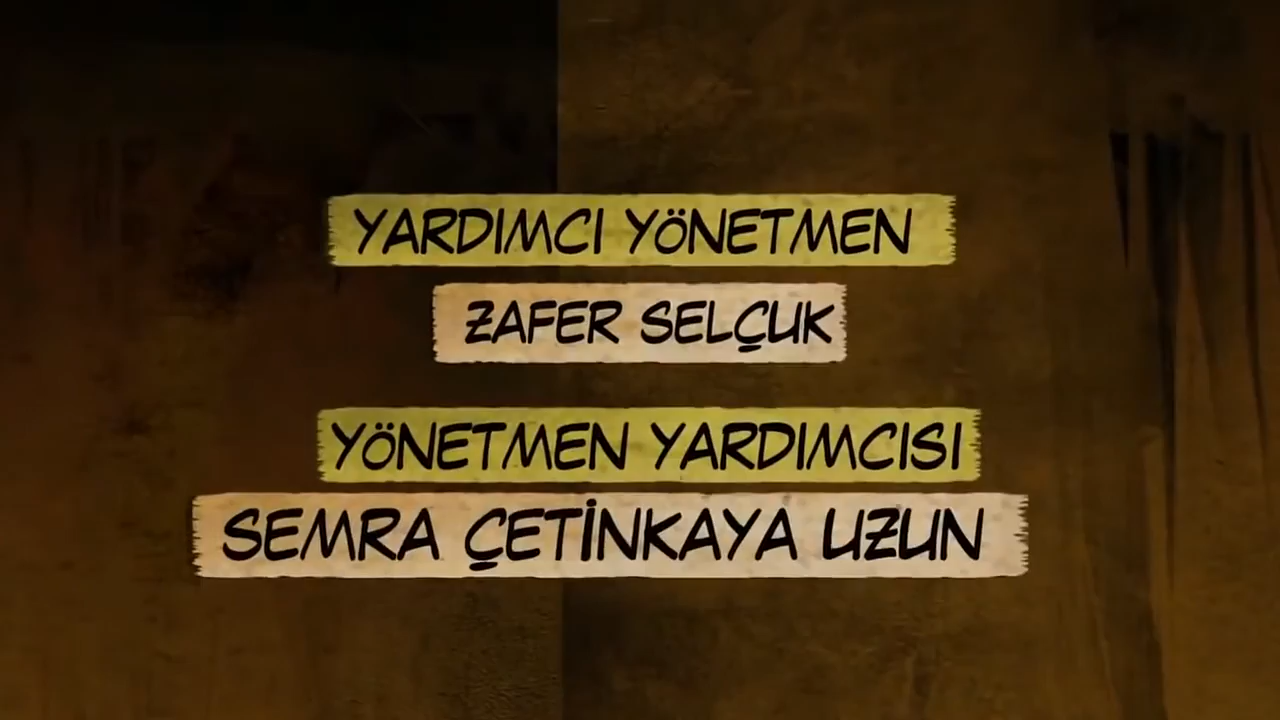 YARDIMCI YÖNETMEN
ZAFER SELÇUK
YÖNETMEN YARDIMCISI
SEMRA ÇETİNKAYA UZUN